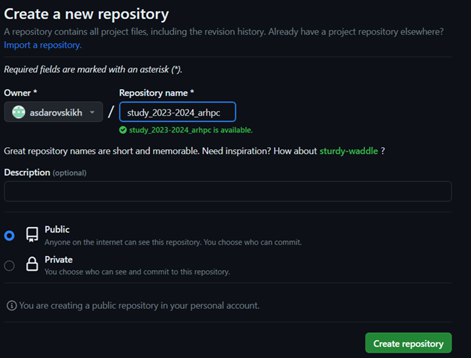 Create a new repository
A repository contains all project files, including the revision history. Already have a project repository elsewhere?
Import a repository.
Required fields are marked with an asterisk (*).
Owner * Repository name *
asdarovskikh / study_2023-2024_arhpc
study_2023-2024_arhpc is available.
Great repository names are short and memorable. Need inspiration? How about sturdy-waddle ?
Description (optional)
Public
Anyone on the internet can see this repository. You choose who can commit.
Private
You choose who can see and commit to this repository.
You are creating a public repository in your personal account.
Create repository